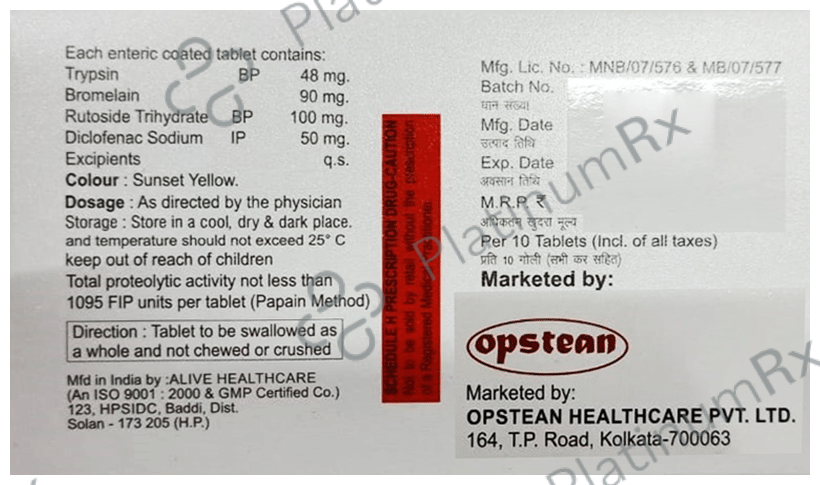 Each enteric coated tablet contains:
Trypsin BP 48 mg.
Bromelain 90 mg.
Rutoside Trihydrate BP 100 mg.
Diclofenac Sodium IP 50 mg.
Excipients q.s.
Colour : Sunset Yellow.
Dosage : As directed by the physician
Storage : Store in a cool, dry & dark place.
and temperature should not exceed 25° C
keep out of reach of children
Total proteolytic activity not less than
1095 FIP units per tablet (Papain Method)
Direction : Tablet to be swallowed as
a whole and not chewed or crushed
Mfd in India by :ALIVE HEALTHCARE
(An ISO 9001 : 2000 & GMP Certified Co.)
123, HPSIDC, Baddi, Dist.
Solan - 173 205 (H.P.)
SCHEDULE H PRESCRIPTION DRUG-CAUTION
Not to be sold by retail without the prescription
of a Registered Medical Practitionle.
Mfg. Lic. No. : MNB/07/576 & MB/07/577
Batch No.
घान संख्या
Mfg. Date
उत्पाद तिथि
Exp. Date
अवसान तिथि
M.R.P. ₹
अधिकतम् खुदरा मूल्य
Per 10 Tablets (Incl. of all taxes)
प्रति 10 गोली (सभी कर सहित)
Marketed by:
opstean
Marketed by:
OPSTEAN HEALTHCARE PVT. LTD.
164, T.P. Road, Kolkata-700063
PlatinumRx
PlatinumRx
PlatinumRx